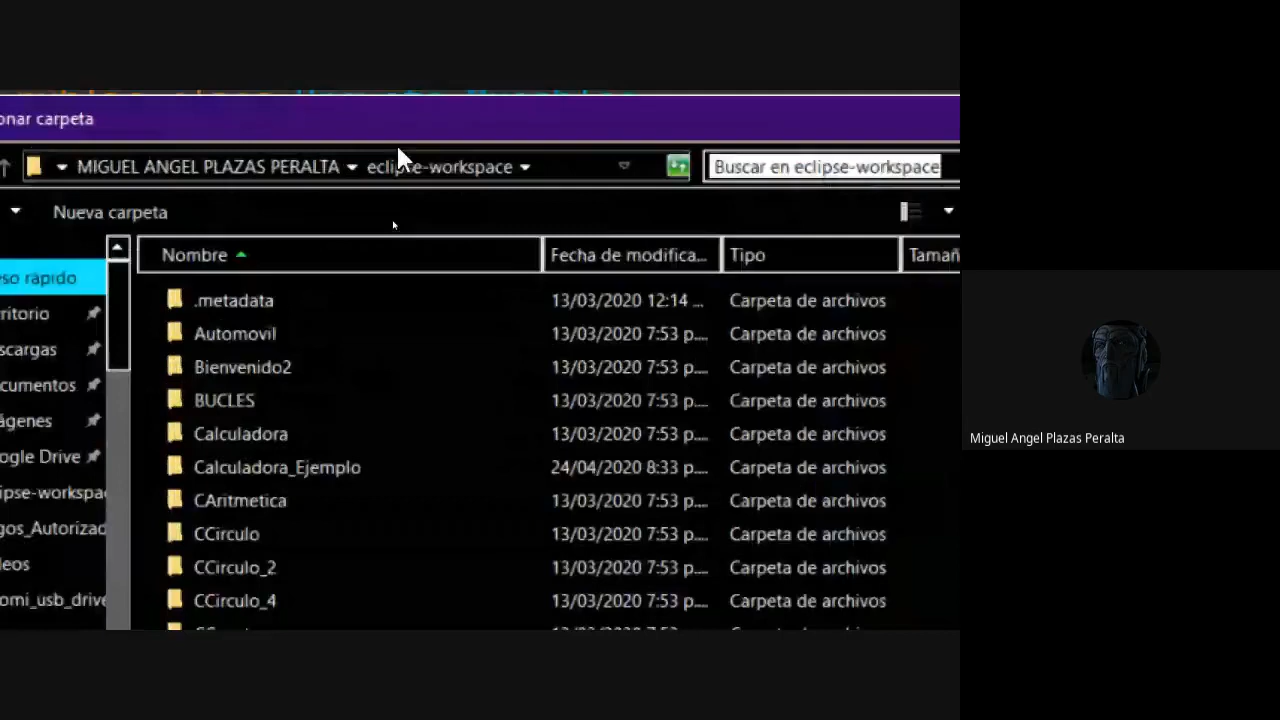 onar carpeta
MIGUEL ANGEL PLAZAS PERALTA eclipse-workspace Buscar en eclipse-workspace
Nueva carpeta
Nombre Fecha de modifica... Tipo Tamañ
eso rápido
ritorio
scargas
cumentos
ágenes
ogle Drive
ipse-workspa
gos_Autorizad
eos
omi_usb_drive
.metadata 13/03/2020 12:14 ... Carpeta de archivos
Automovil 13/03/2020 7:53 p.... Carpeta de archivos
Bienvenido2 13/03/2020 7:53 p.... Carpeta de archivos
BUCLES 13/03/2020 7:53 p.... Carpeta de archivos
Calculadora 13/03/2020 7:53 p.... Carpeta de archivos
Calculadora_Ejemplo 24/04/2020 8:33 p.... Carpeta de archivos
CAritmetica 13/03/2020 7:53 p.... Carpeta de archivos
CCirculo 13/03/2020 7:53 p.... Carpeta de archivos
CCirculo_2 13/03/2020 7:53 p.... Carpeta de archivos
CCirculo_4 13/03/2020 7:53 p.... Carpeta de archivos
Miguel Angel Plazas Peralta